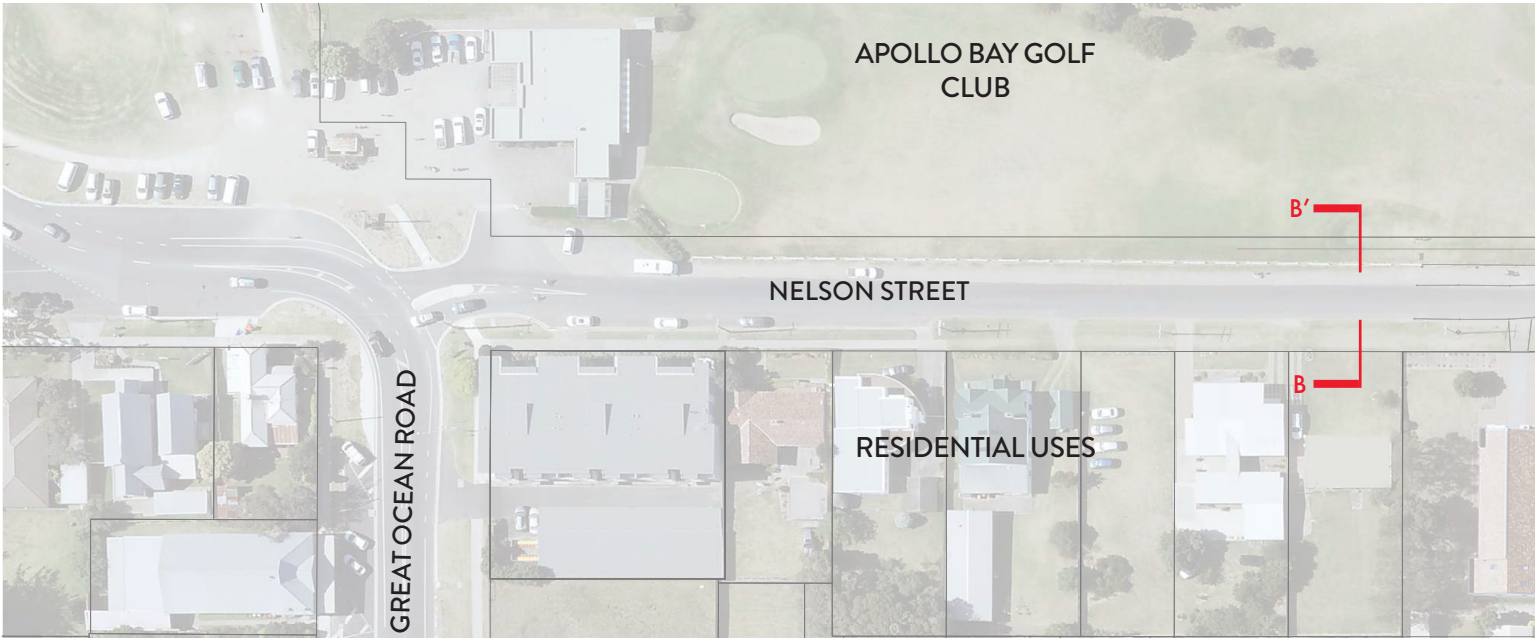 APOLLO BAY GOLF
CLUB
B'
NELSON STREET
B
RESIDENTIAL USES
GREAT OCEAN ROAD